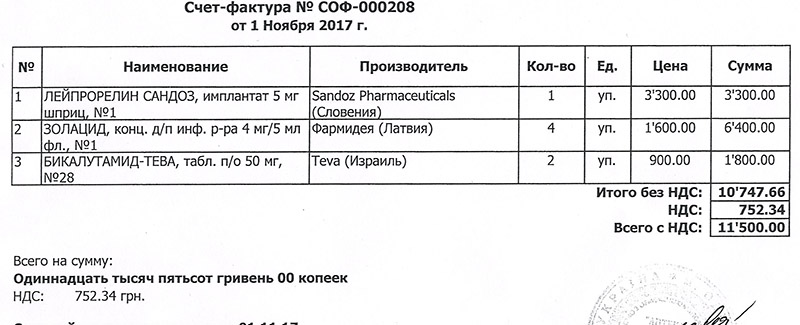 Счет-фактура № СОФ-000208
от 1 Ноября 2017 г.
№ Наименование Производитель Кол-во Ед. Цена Сумма
1 ЛЕЙПРОРЕЛИН САНДОЗ, имплантат 5 мг шприц, №1 Sandoz Pharmaceuticals (Словения) 1 уп. 3'300.00 3'300.00
2 ЗОЛАЦИД, конц. д/п инф. р-ра 4 мг/5 мл фл., №1 Фармидея (Латвия) 4 уп. 1'600.00 6'400.00
3 БИКАЛУТАМИД-ТЕВА, табл. п/о 50 мг, №28 Teva (Израиль) 2 уп. 900.00 1'800.00
Итого без НДС: 10'747.66
НДС: 752.34
Всего с НДС: 11'500.00
Всего на сумму:
Одиннадцать тысяч пятьсот гривень 00 копеек
НДС: 752.34 грн.
УКРАЇНА